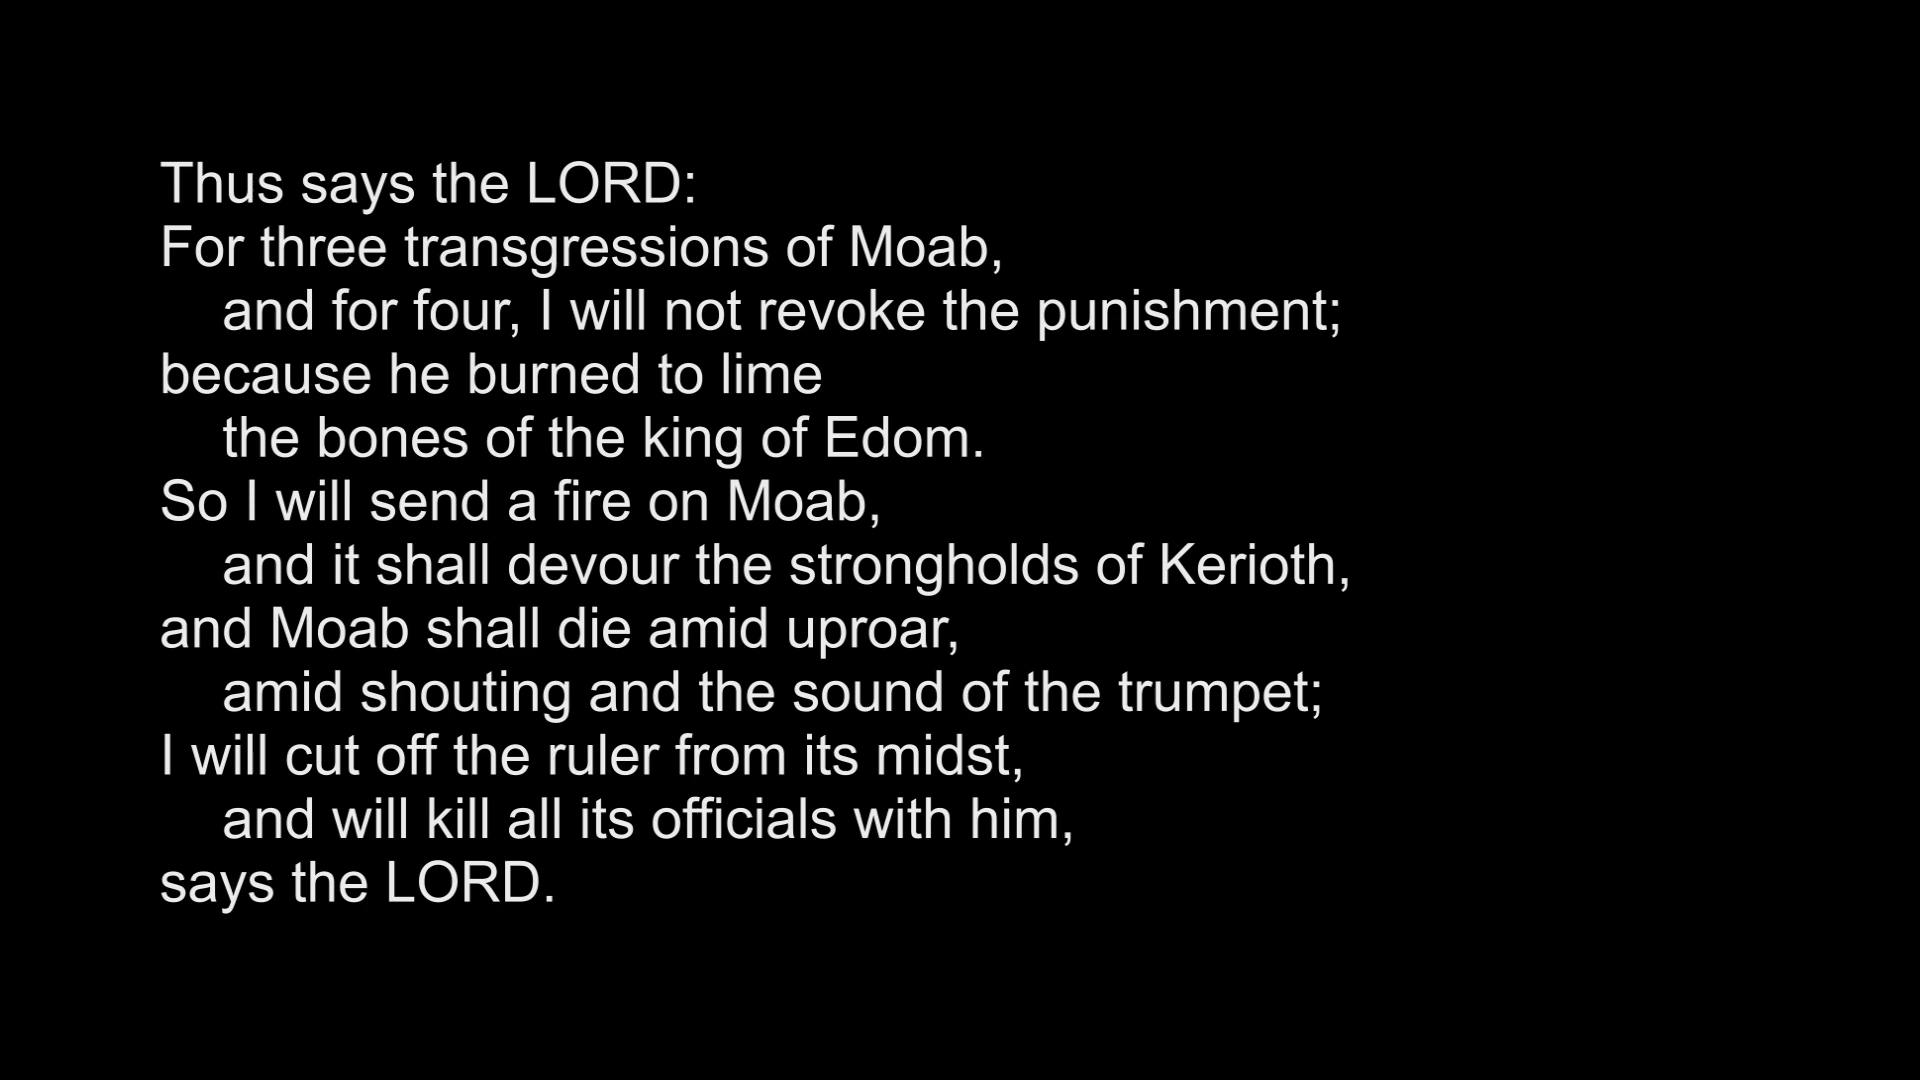 Thus says the LORD:
For three transgressions of Moab,
and for four, I will not revoke the punishment;
because he burned to lime
the bones of the king of Edom.
So I will send a fire on Moab,
and it shall devour the strongholds of Kerioth,
and Moab shall die amid uproar,
amid shouting and the sound of the trumpet;
I will cut off the ruler from its midst,
and will kill all its officials with him,
says the LORD.